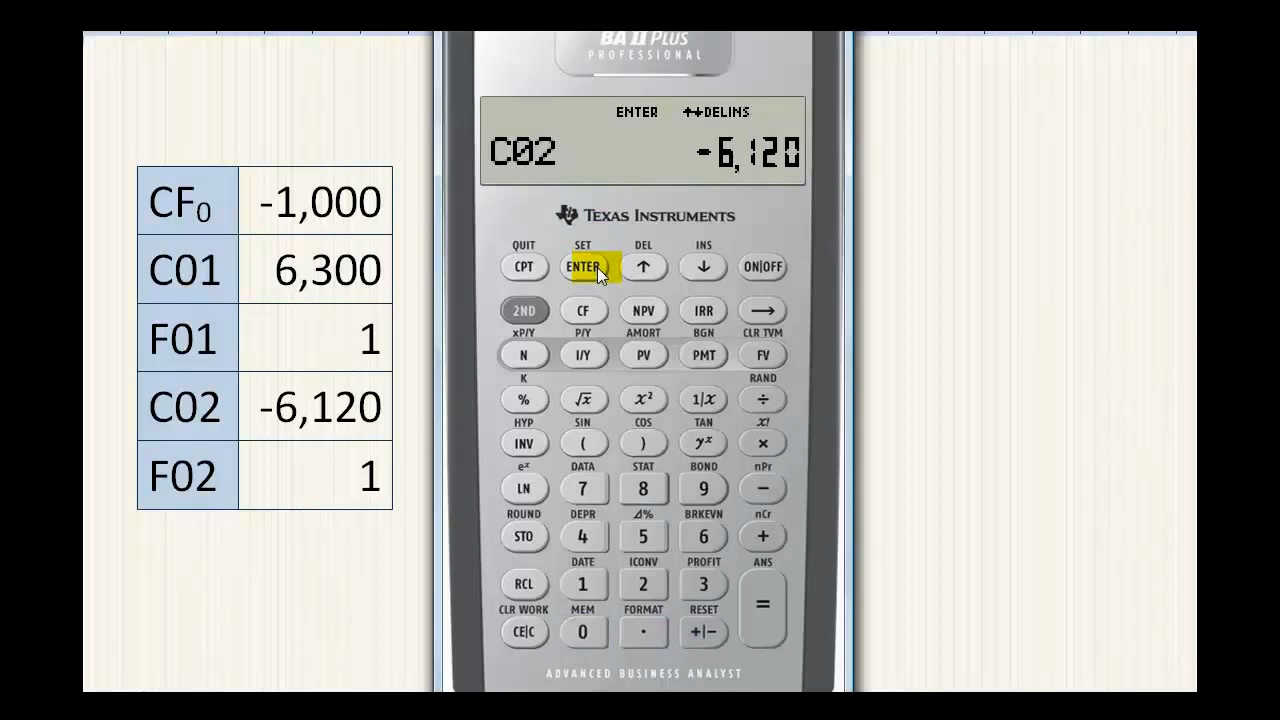 BA II PLUS
PROFESSIONAL
ENTER ↑↓DEL INS
C02 -6,120
TEXAS INSTRUMENTS
CF₀ -1,000
C01 6,300
F01 1
C02 -6,120
F02 1
QUIT SET DEL INS
CPT ENTER ↑ ↓ ON|OFF
2ND CF NPV IRR →
xP/Y P/Y AMORT BGN CLR TVM
N I/Y PV PMT FV
K RAND
% √x x² 1/x ÷
HYP SIN COS TAN x!
INV ( ) yˣ ×
eˣ DATA STAT BOND nPr
LN 7 8 9 −
ROUND DEPR Δ% BRKEVN nCr
STO 4 5 6 +
DATE ICONV PROFIT ANS
RCL 1 2 3 =
CLR WORK MEM FORMAT RESET
CE|C 0 . +|−
ADVANCED BUSINESS ANALYST